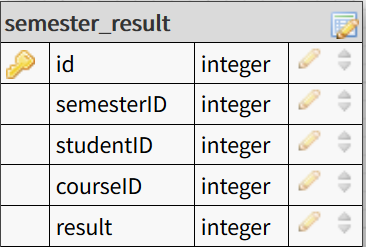 semester_result
id integer
semesterID integer
studentID integer
courseID integer
result integer